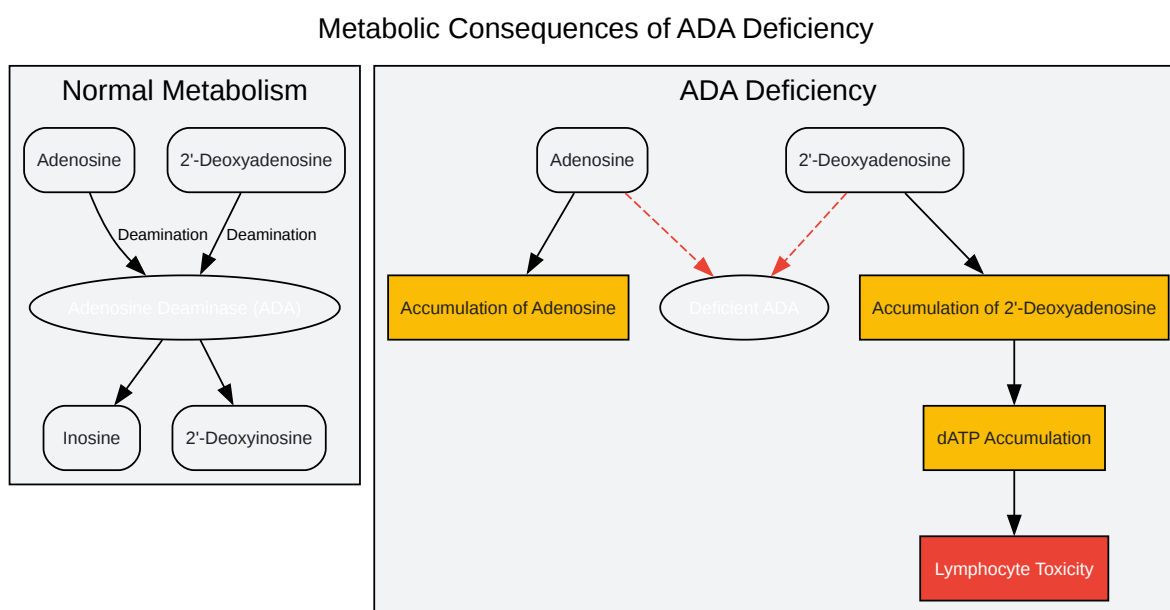 Metabolic Consequences of ADA Deficiency
Normal Metabolism
Adenosine
2'-Deoxyadenosine
Deamination
Deamination
Adenosine Deaminase (ADA)
Inosine
2'-Deoxyinosine
ADA Deficiency
Adenosine
2'-Deoxyadenosine
Accumulation of Adenosine
Deficient ADA
Accumulation of 2'-Deoxyadenosine
dATP Accumulation
Lymphocyte Toxicity